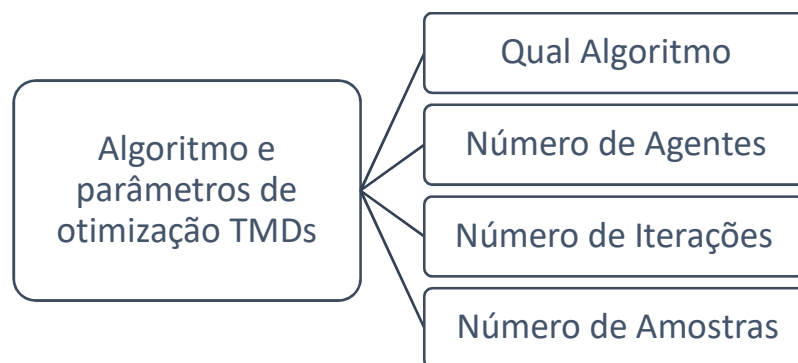 Algoritmo e
parâmetros de
otimização TMDs
Qual Algoritmo
Número de Agentes
Número de Iterações
Número de Amostras